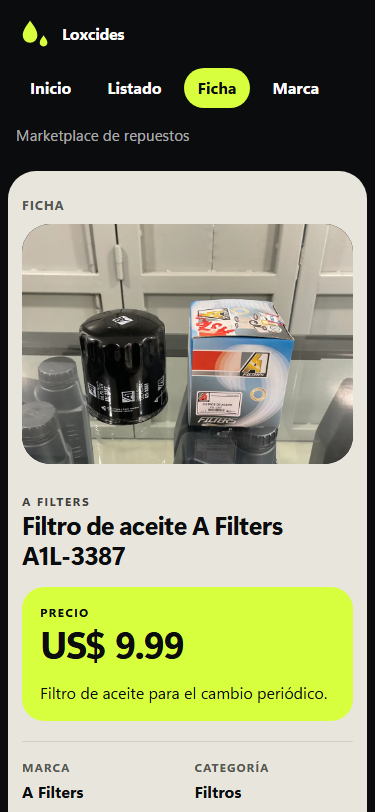 Loxcides
Inicio
Listado
Ficha
Marca
Marketplace de repuestos
FICHA
FILTERS
A FILTERS
Filtro de aceite A Filters
A1L-3387
PRECIO
US$ 9.99
Filtro de aceite para el cambio periódico.
MARCA
CATEGORÍA
A Filters
Filtros